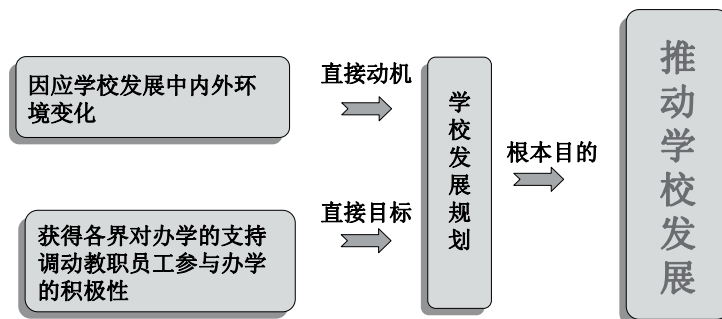 因应学校发展中内外环
境变化
直接动机
获得各界对办学的支持
调动教职员工参与办学
的积极性
直接目标
学校发展规划
根本目的
推动学校发展